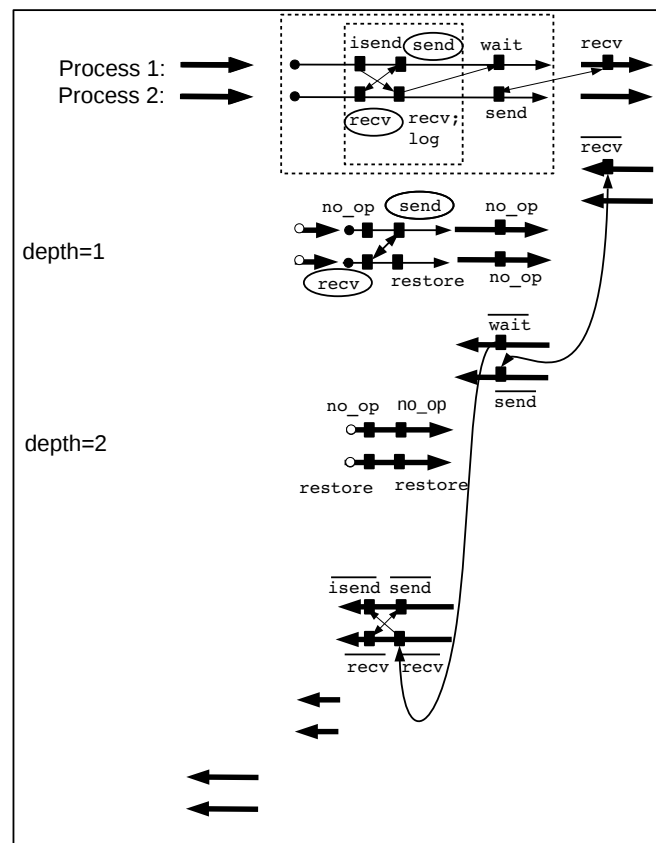 isend send wait recv
Process 1:
Process 2:
recv recv; send
log
recv
no_op send no_op
depth=1
recv restore no_op
wait
send
no_op no_op
depth=2
restore restore
isend send
recv recv